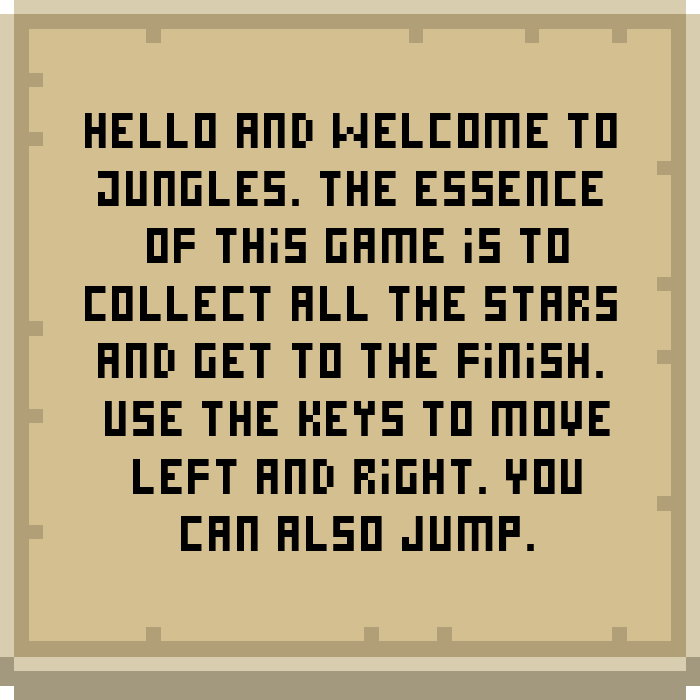 HELLO AND WELCOME TO
JUNGLES. THE ESSENCE
OF THiS GAME iS TO
COLLECT ALL THE STARS
AND GET TO THE FiNiSH.
USE THE KEYS TO MOVE
LEFT AND RiGHT. YOU
CAN ALSO JUMP.